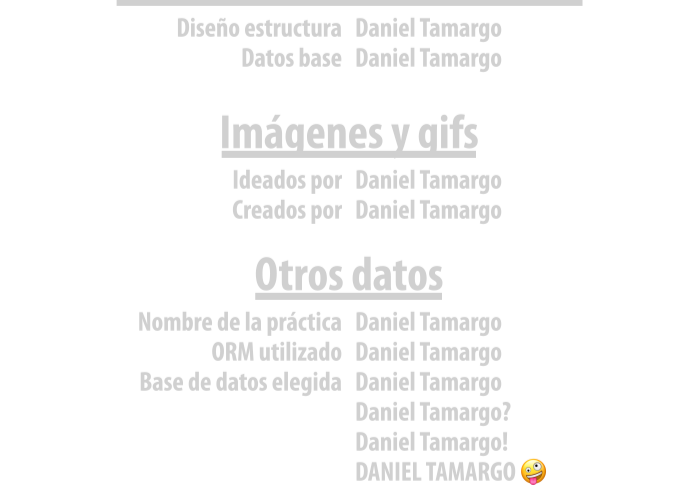 Diseño estructura Daniel Tamargo
Datos base Daniel Tamargo
Imágenes y gifs
Ideados por Daniel Tamargo
Creados por Daniel Tamargo
Otros datos
Nombre de la práctica Daniel Tamargo
ORM utilizado Daniel Tamargo
Base de datos elegida Daniel Tamargo
Daniel Tamargo?
Daniel Tamargo!
DANIEL TAMARGO 🤪